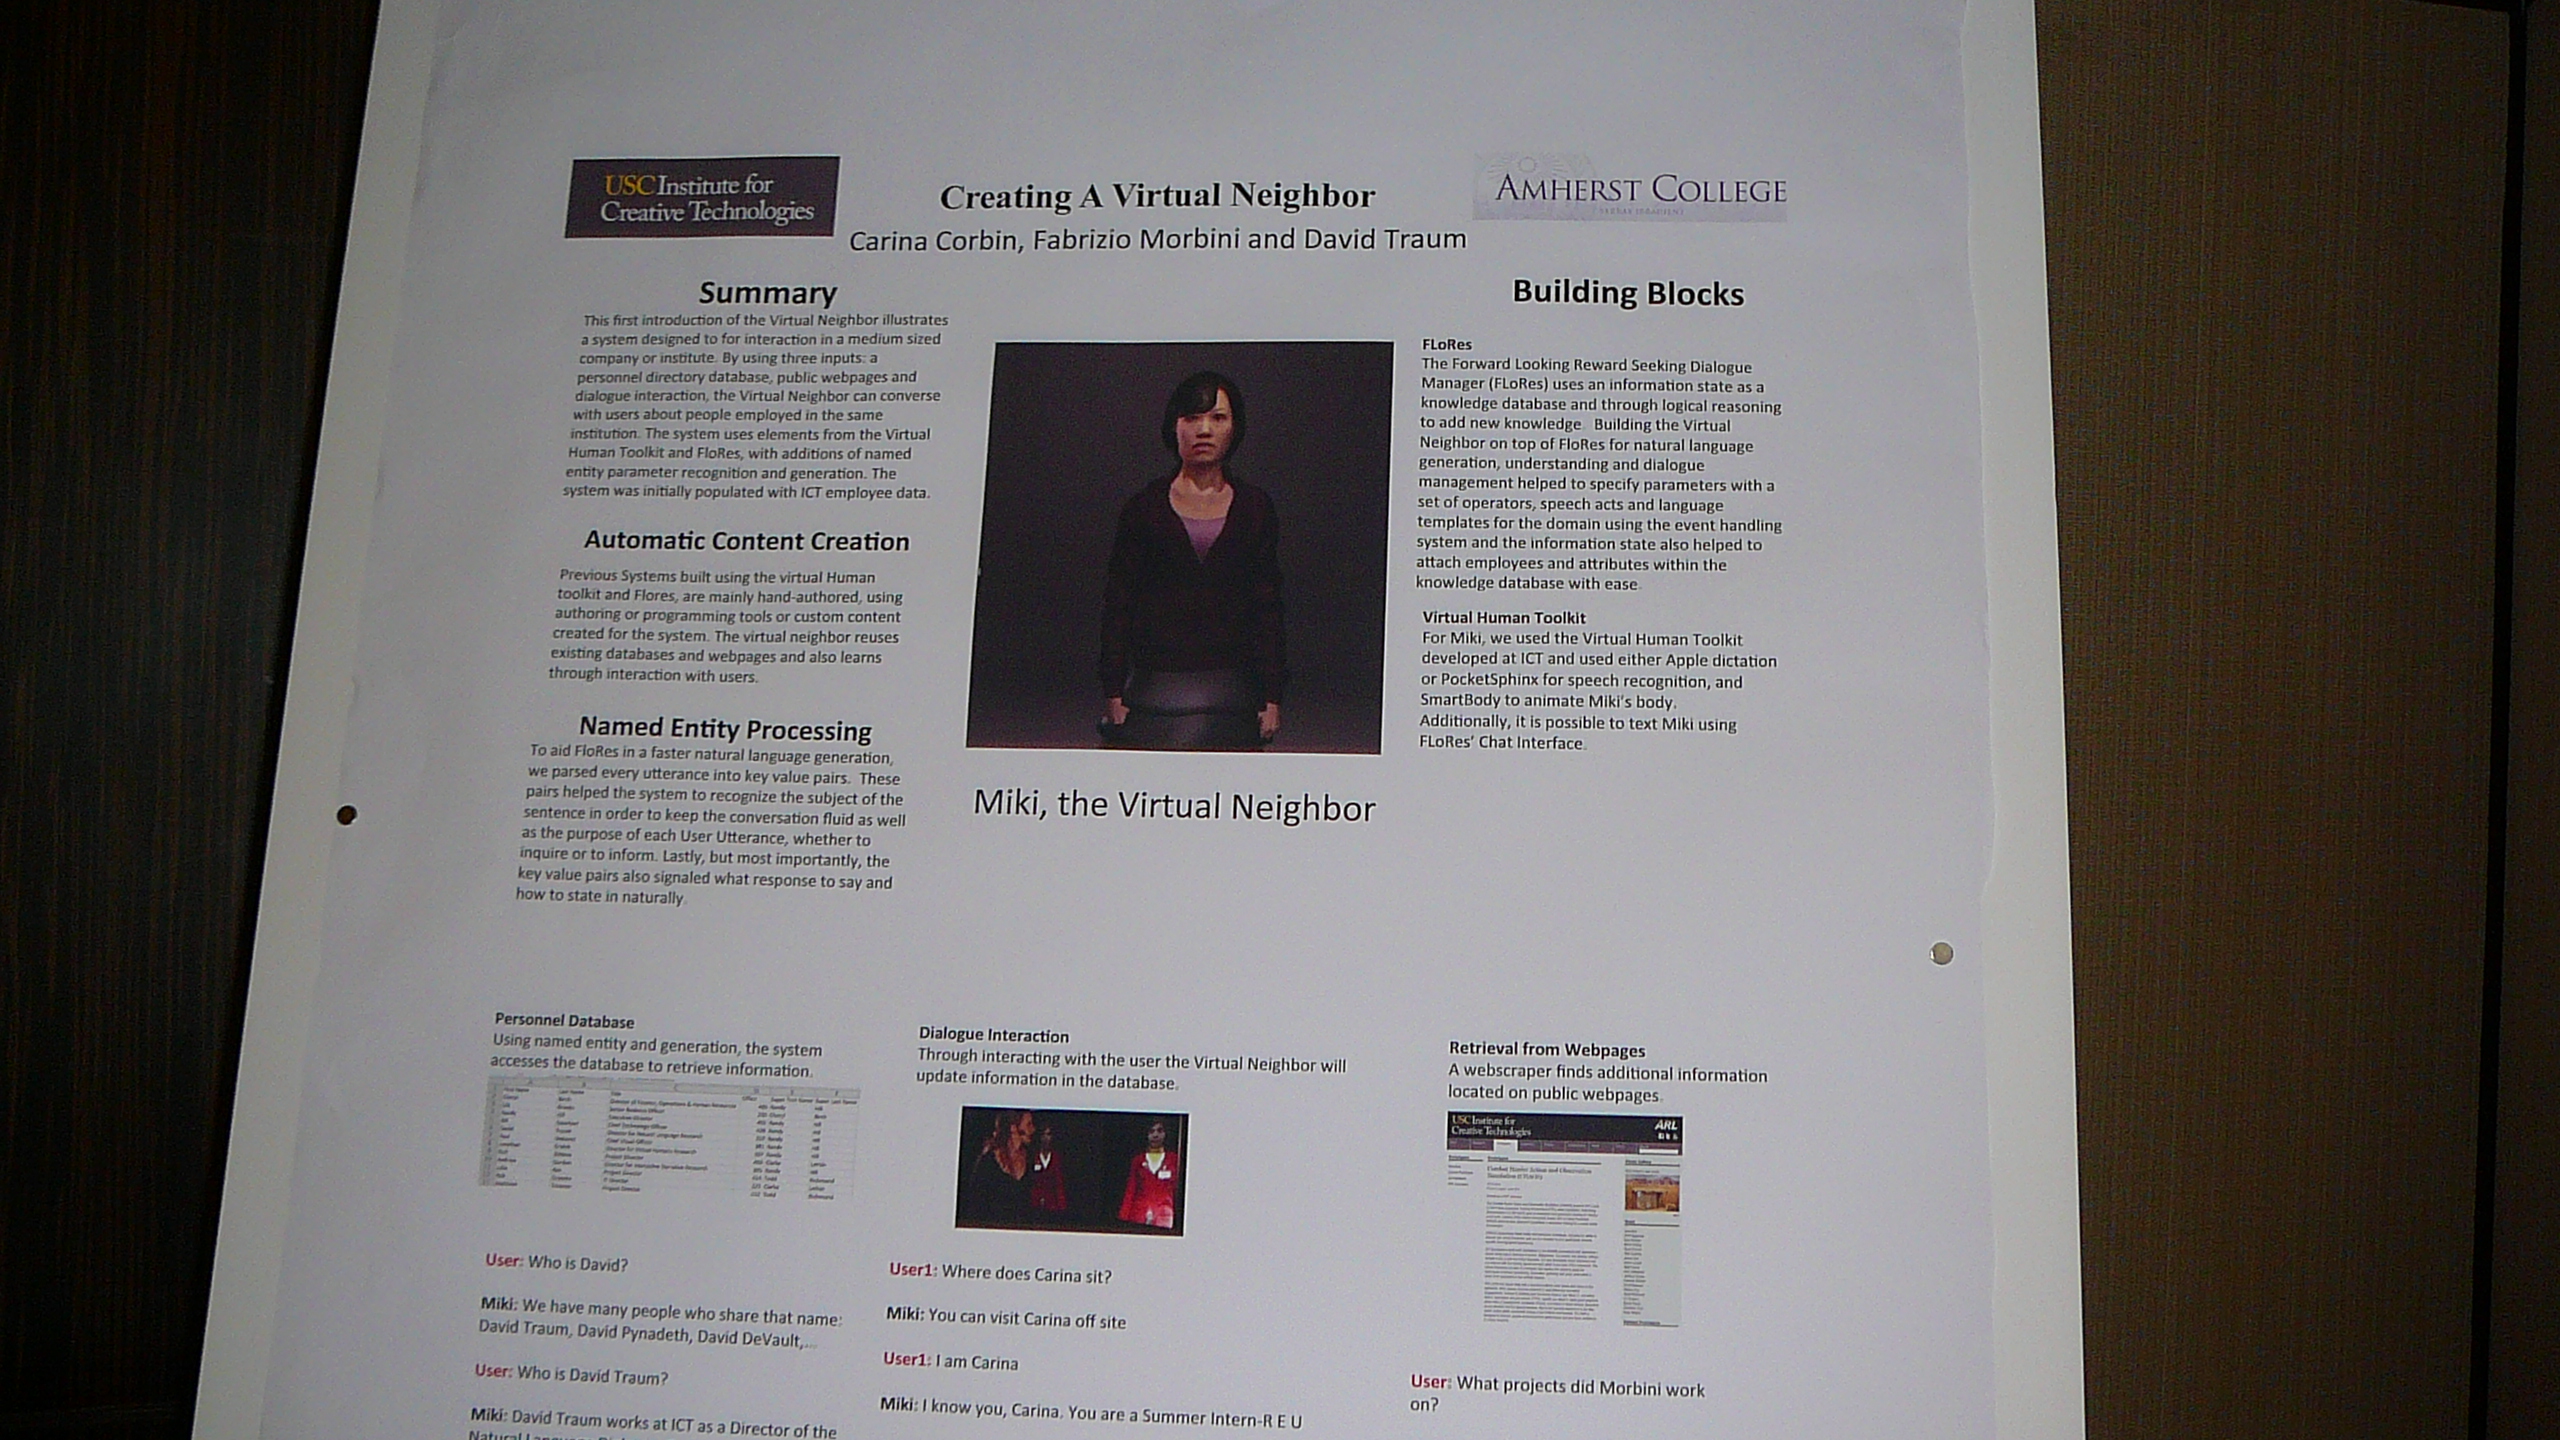 USC Institute for
Creative Technologies
Creating A Virtual Neighbor
AMHERST COLLEGE
Carina Corbin, Fabrizio Morbini and David Traum
Summary
This first introduction of the Virtual Neighbor illustrates
a system designed to for interaction in a medium sized
company or institute. By using three inputs: a
personnel directory database, public webpages and
dialogue interaction, the Virtual Neighbor can converse
with users about people employed in the same
institution. The system uses elements from the Virtual
Human Toolkit and FloRes, with additions of named
entity parameter recognition and generation. The
system was initially populated with ICT employee data.
Automatic Content Creation
Previous Systems built using the virtual Human
toolkit and Flores, are mainly hand-authored, using
authoring or programming tools or custom content
created for the system. The virtual neighbor reuses
existing databases and webpages and also learns
through interaction with users.
Named Entity Processing
To aid FloRes in a faster natural language generation,
we parsed every utterance into key value pairs. These
pairs helped the system to recognize the subject of the
sentence in order to keep the conversation fluid as well
as the purpose of each User Utterance, whether to
inquire or to inform. Lastly, but most importantly, the
key value pairs also signaled what response to say and
how to state in naturally.
Miki, the Virtual Neighbor
Building Blocks
FLoRes
The Forward Looking Reward Seeking Dialogue
Manager (FLoRes) uses an information state as a
knowledge database and through logical reasoning
to add new knowledge. Building the Virtual
Neighbor on top of FloRes for natural language
generation, understanding and dialogue
management helped to specify parameters with a
set of operators, speech acts and language
templates for the domain using the event handling
system and the information state also helped to
attach employees and attributes within the
knowledge database with ease.
Virtual Human Toolkit
For Miki, we used the Virtual Human Toolkit
developed at ICT and used either Apple dictation
or PocketSphinx for speech recognition, and
SmartBody to animate Miki's body.
Additionally, it is possible to text Miki using
FLoRes' Chat Interface.
Personnel Database
Using named entity and generation, the system
accesses the database to retrieve information.
User: Who is David?
Miki: We have many people who share that name:
David Traum, David Pynadeth, David DeVault,...
User: Who is David Traum?
Miki: David Traum works at ICT as a Director of the
Natural
Dialogue Interaction
Through interacting with the user the Virtual Neighbor will
update information in the database.
User1: Where does Carina sit?
Miki: You can visit Carina off site
User1: I am Carina
Miki: I know you, Carina. You are a Summer Intern-R E U
Retrieval from Webpages
A webscraper finds additional information
located on public webpages.
USC Institute for
Creative Technologies
ARL
User: What projects did Morbini work
on?